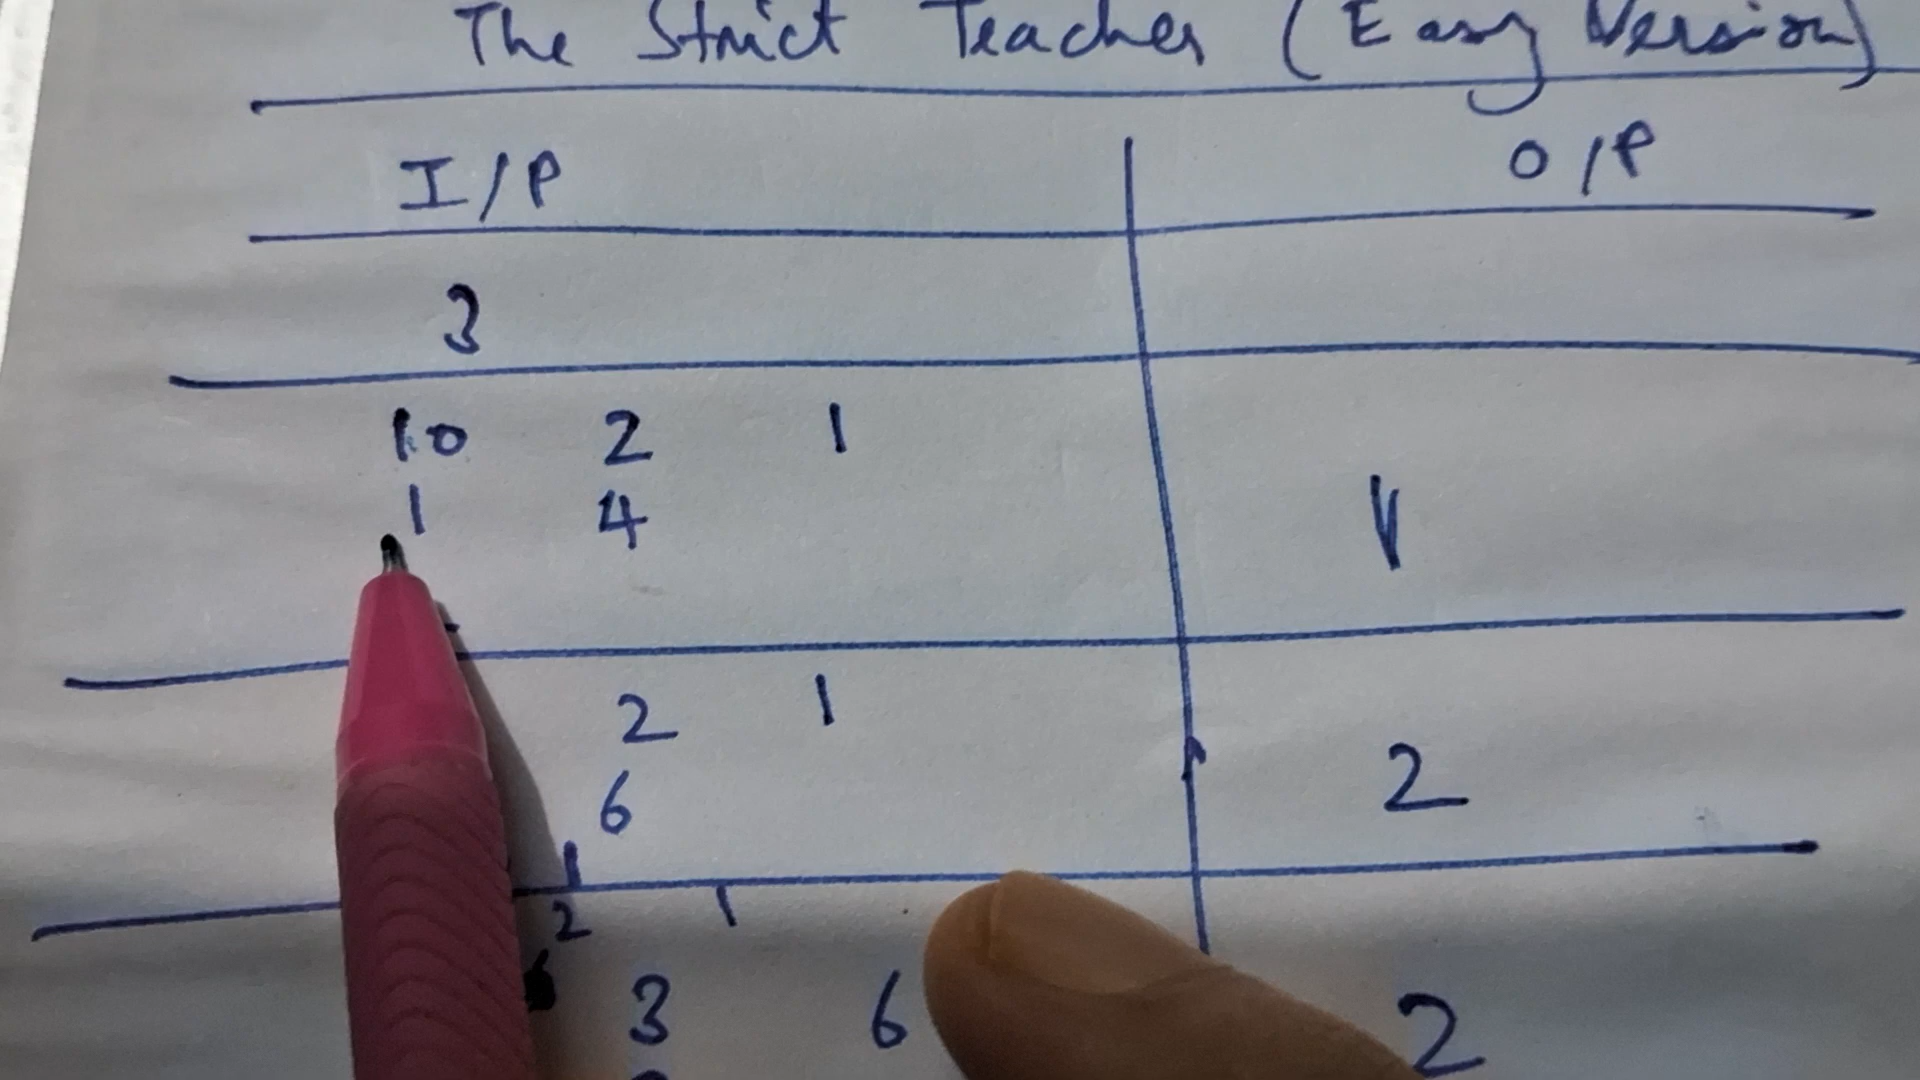 The Strict Teacher (Easy Version)
I/P O/P
3
10 2 1
1 4
2 1
6 2
1
2 1
3 6 2